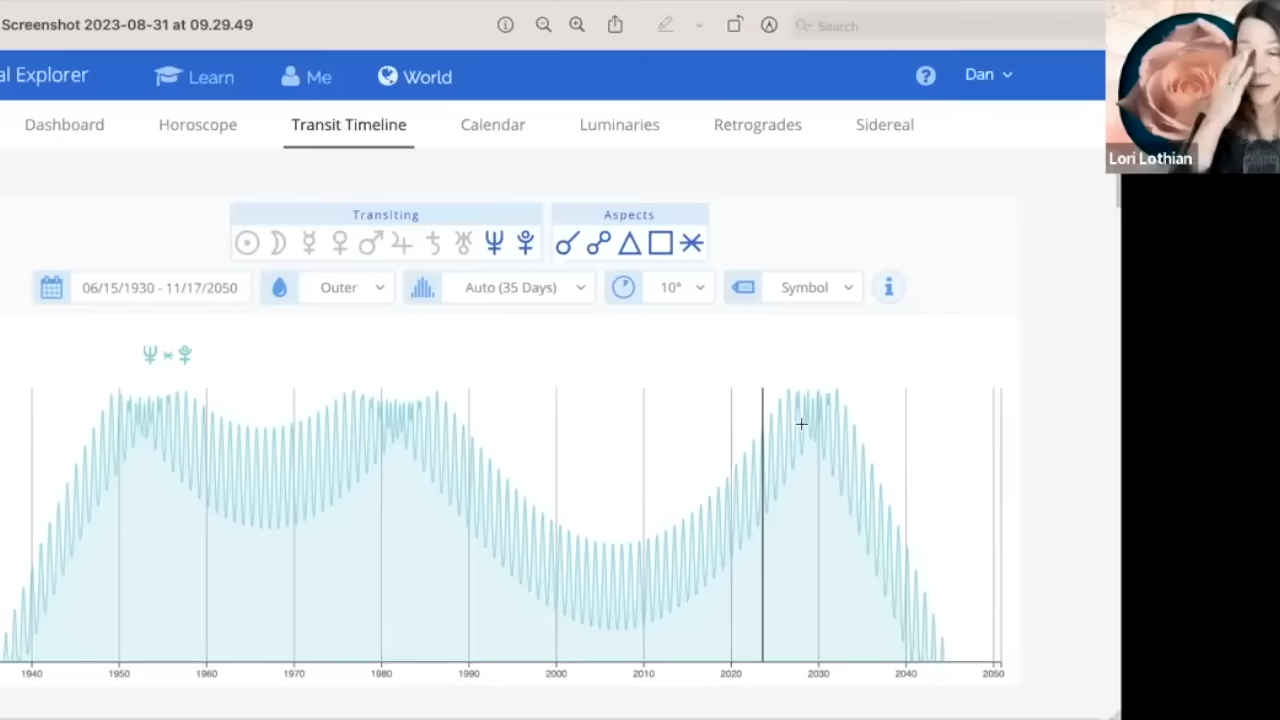 Screenshot 2023-08-31 at 09.29.49
Search
al Explorer
Learn
Me
World
Dan
Lori Lothian
Dashboard
Horoscope
Transit Timeline
Calendar
Luminaries
Retrogrades
Sidereal
Transiting
Aspects
06/15/1930 - 11/17/2050
Outer
Auto (35 Days)
10°
Symbol
1940 1950 1960 1970 1980 1990 2000 2010 2020 2030 2040 2050